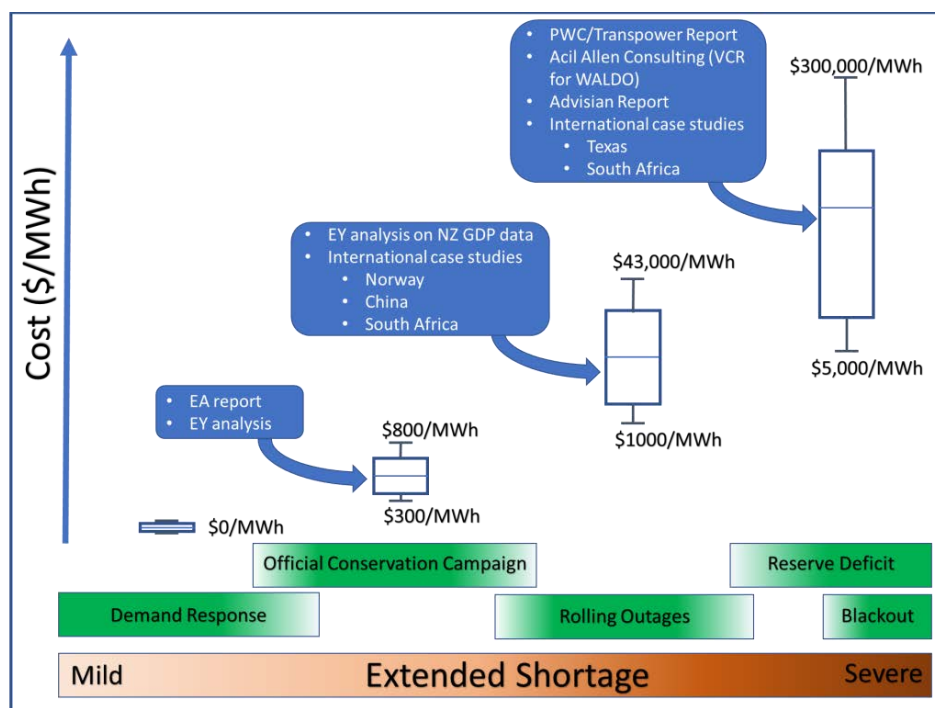 • PWC/Transpower Report
• Acil Allen Consulting (VCR
for WALDO)
• Advisian Report
• International case studies
• Texas
• South Africa
$300,000/MWh
$5,000/MWh
• EY analysis on NZ GDP data
• International case studies
• Norway
• China
• South Africa
$43,000/MWh
$1000/MWh
Cost ($/MWh)
• EA report
• EY analysis
$800/MWh
$300/MWh
$0/MWh
Official Conservation Campaign
Reserve Deficit
Demand Response
Rolling Outages
Blackout
Mild
Extended Shortage
Severe